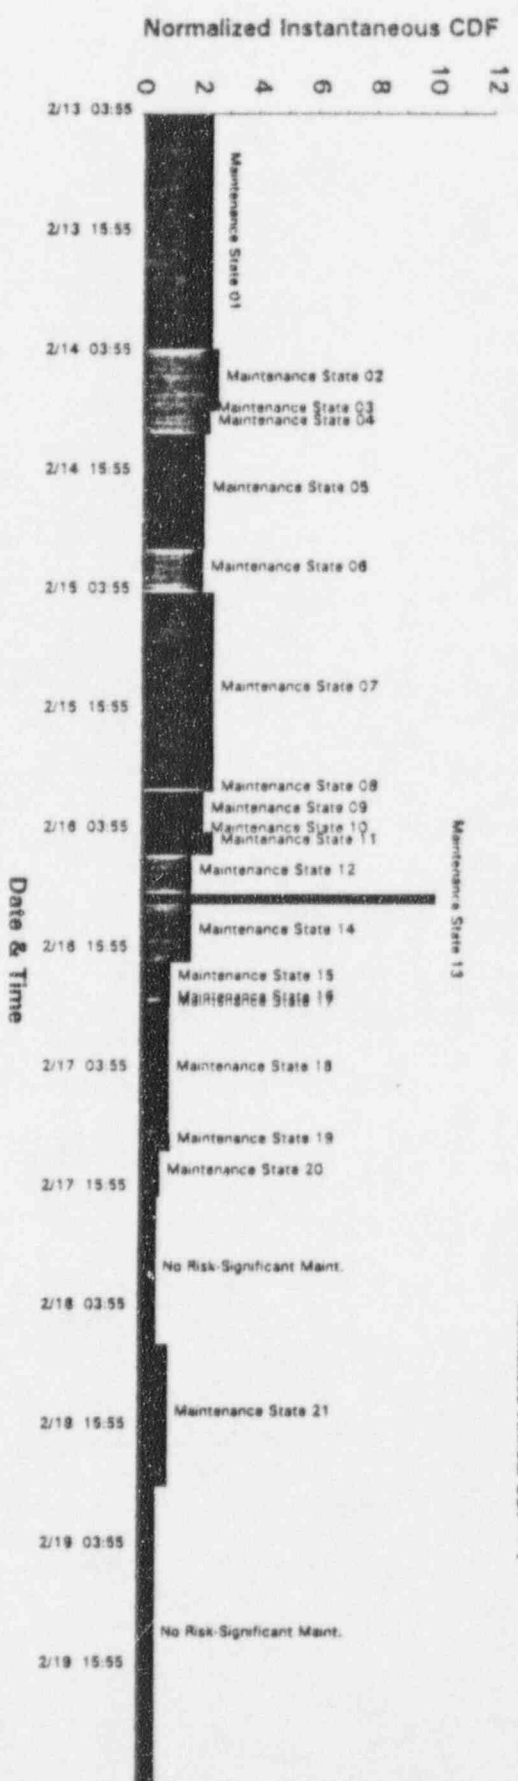 Normalized Instantaneous CDF
0 2 4 6 8 10 12
2/13 03:55
Maintenance State 01
2/13 15:55
2/14 03:55
Maintenance State 02
Maintenance State 03
Maintenance State 04
2/14 15:55
Maintenance State 05
Maintenance State 06
2/15 03:55
Maintenance State 07
2/15 15:55
Maintenance State 08
Maintenance State 09
2/16 03:55
Maintenance State 10
Maintenance State 11
Maintenance State 12
Maintenance State 13
Maintenance State 14
2/16 15:55
Maintenance State 15
Maintenance State 16
Maintenance State 17
2/17 03:55
Maintenance State 18
Maintenance State 19
Maintenance State 20
2/17 15:55
No Risk-Significant Maint.
2/18 03:55
Maintenance State 21
2/18 15:55
2/19 03:55
No Risk-Significant Maint.
2/19 15:55
Date & Time